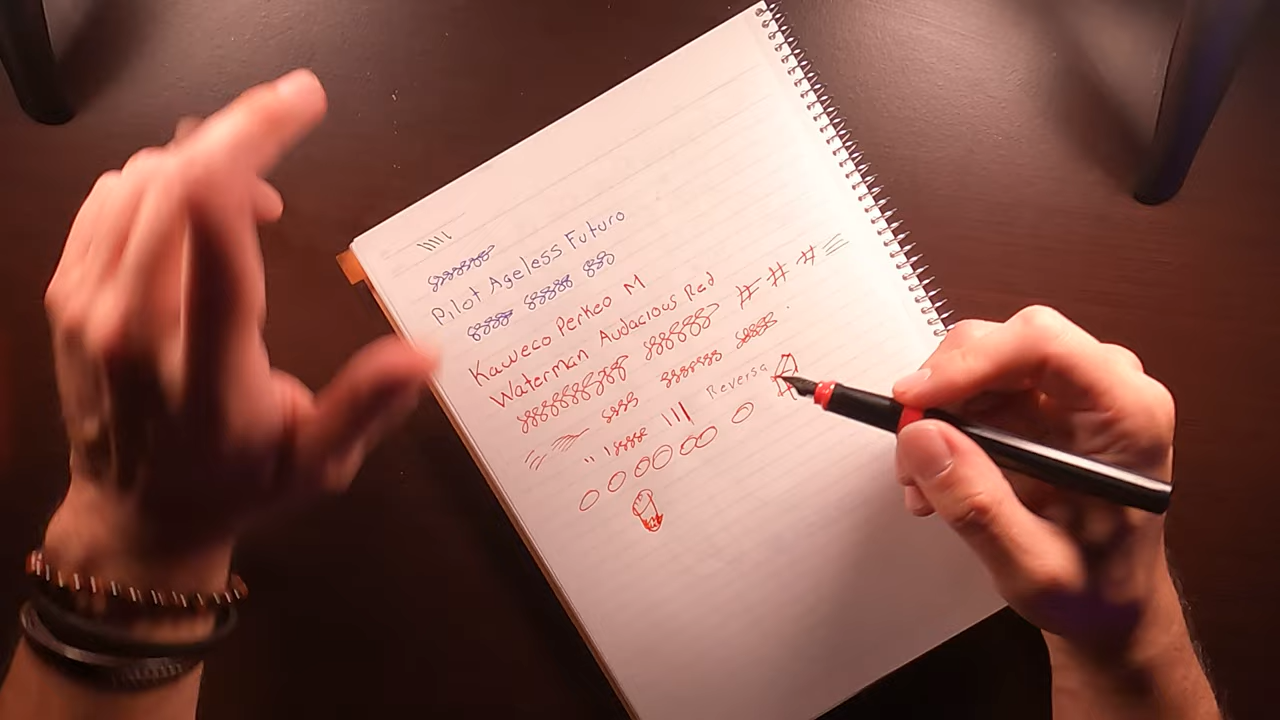 Pilot Ageless Futuro
Kaweco Perkeo M
Waterman Audacious Red
Reverse